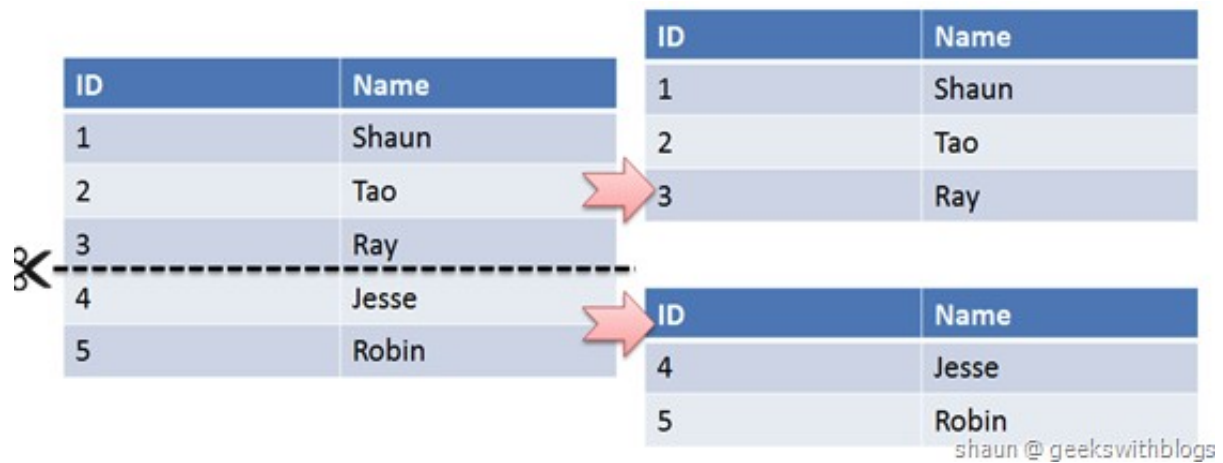 ID Name
1 Shaun
2 Tao
3 Ray
4 Jesse
5 Robin
ID Name
1 Shaun
2 Tao
3 Ray
ID Name
4 Jesse
5 Robin
shaun @ geekswithblogs